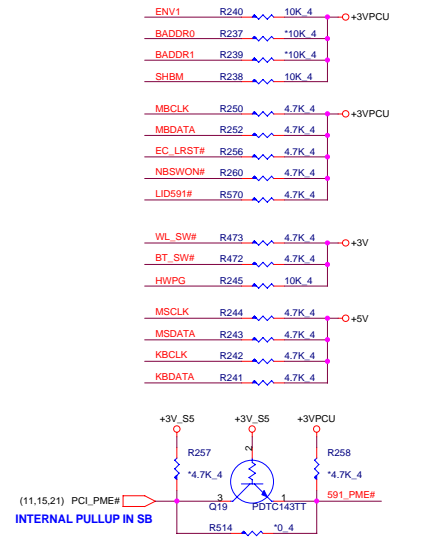 ENV1 R240 10K_4 +3VPCU
BADDR0 R237 *10K_4
BADDR1 R239 *10K_4
SHBM R238 10K_4
MBCLK R250 4.7K_4 +3VPCU
MBDATA R252 4.7K_4
EC_LRST# R256 4.7K_4
NBSWON# R260 4.7K_4
LID591# R570 4.7K_4
WL_SW# R473 4.7K_4 +3V
BT_SW# R472 4.7K_4
HWPG R245 10K_4
MSCLK R244 4.7K_4 +5V
MSDATA R243 4.7K_4
KBCLK R242 4.7K_4
KBDATA R241 4.7K_4
+3V_S5 +3V_S5 +3VPCU
2
R257 R258
*4.7K_4 *4.7K_4
(11,15,21) PCI_PME# 3 1 591_PME#
Q19 PDTC143TT
INTERNAL PULLUP IN SB
R514 *0_4